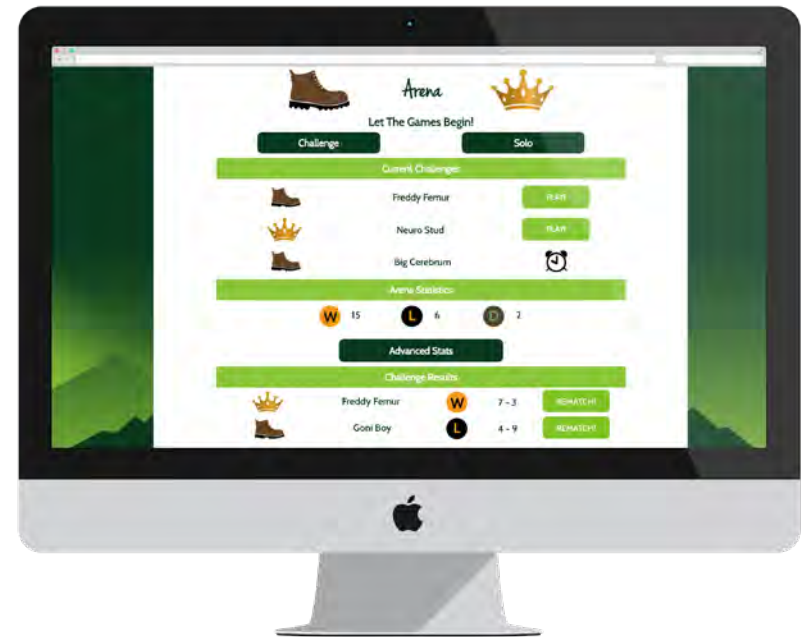 Arena
Let The Games Begin!
Challenge Solo
Current Challenges
Freddy Femur PLAY!
Neuro Stud PLAY!
Big Cerebrum
Arena Statistics
W 15 L 6 D 2
Advanced Stats
Challenge Results
Freddy Femur W 7 - 3 REMATCH!
Goni Boy L 4 - 9 REMATCH!